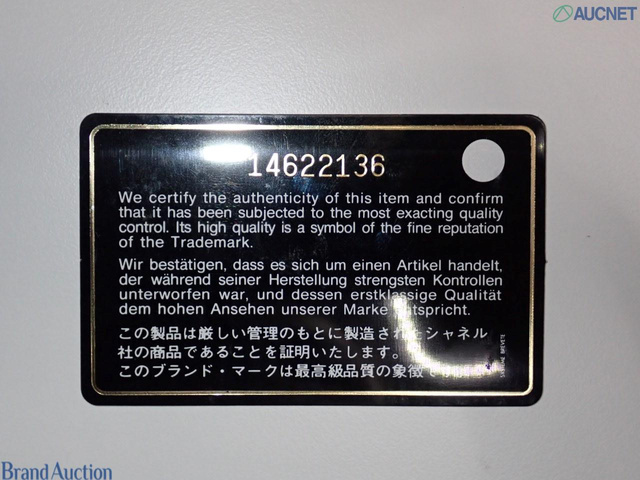 AUCNET
14622136
We certify the authenticity of this item and confirm
that it has been subjected to the most exacting quality
control. Its high quality is a symbol of the fine reputation
of the Trademark.
Wir bestätigen, dass es sich um einen Artikel handelt,
der während seiner Herstellung strengsten Kontrollen
unterworfen war, und dessen erstklassige Qualität
dem hohen Ansehen unserer Marke entspricht.
この製品は厳しい管理のもとに製造されたシャネル
社の商品であることを証明いたします。
このブランド・マークは最高級品質の象徴で
Brand Auction